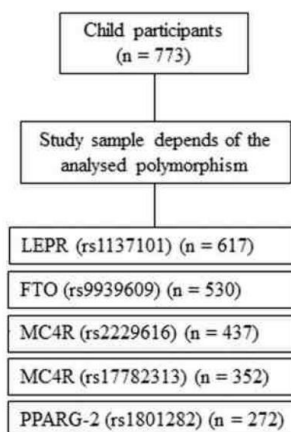 Child participants
(n = 773)
Study sample depends of the
analysed polymorphism
LEPR (rs1137101) (n = 617)
FTO (rs9939609) (n = 530)
MC4R (rs2229616) (n = 437)
MC4R (rs17782313) (n = 352)
PPARG-2 (rs1801282) (n = 272)